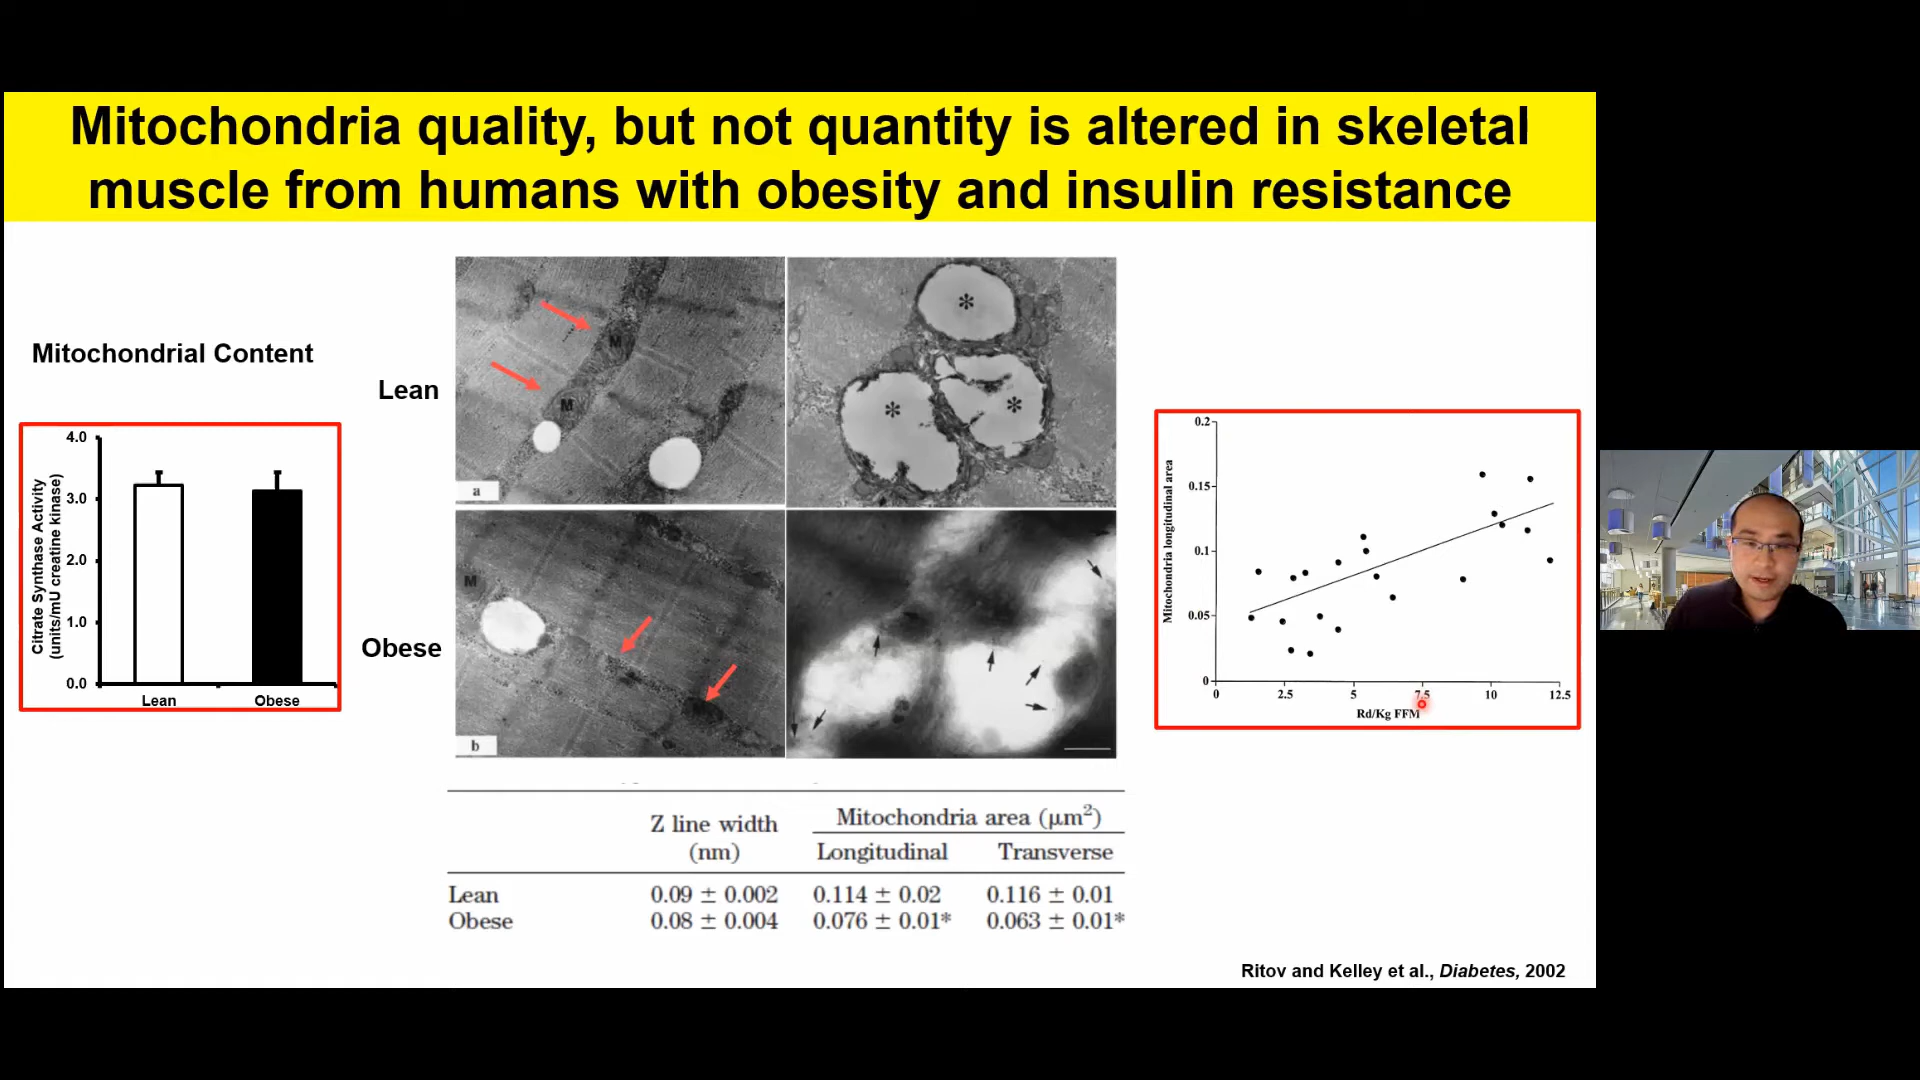 Mitochondria quality, but not quantity is altered in skeletal
muscle from humans with obesity and insulin resistance
Mitochondrial Content
Citrate Synthase Activity
(units/mU creatine kinase)
4.0
3.0
2.0
1.0
0.0
Lean
Obese
Lean
M
M
a
*
*
*
Obese
M
b
Mitochondria longitudinal area
0.2
0.15
0.1
0.05
0
0
2.5
5
7.5
10
12.5
Rd/Kg FFM
Z line width
(nm)
Mitochondria area (μm²)
Longitudinal
Transverse
Lean 0.09 ± 0.002 0.114 ± 0.02 0.116 ± 0.01
Obese 0.08 ± 0.004 0.076 ± 0.01* 0.063 ± 0.01*
Ritov and Kelley et al., Diabetes, 2002